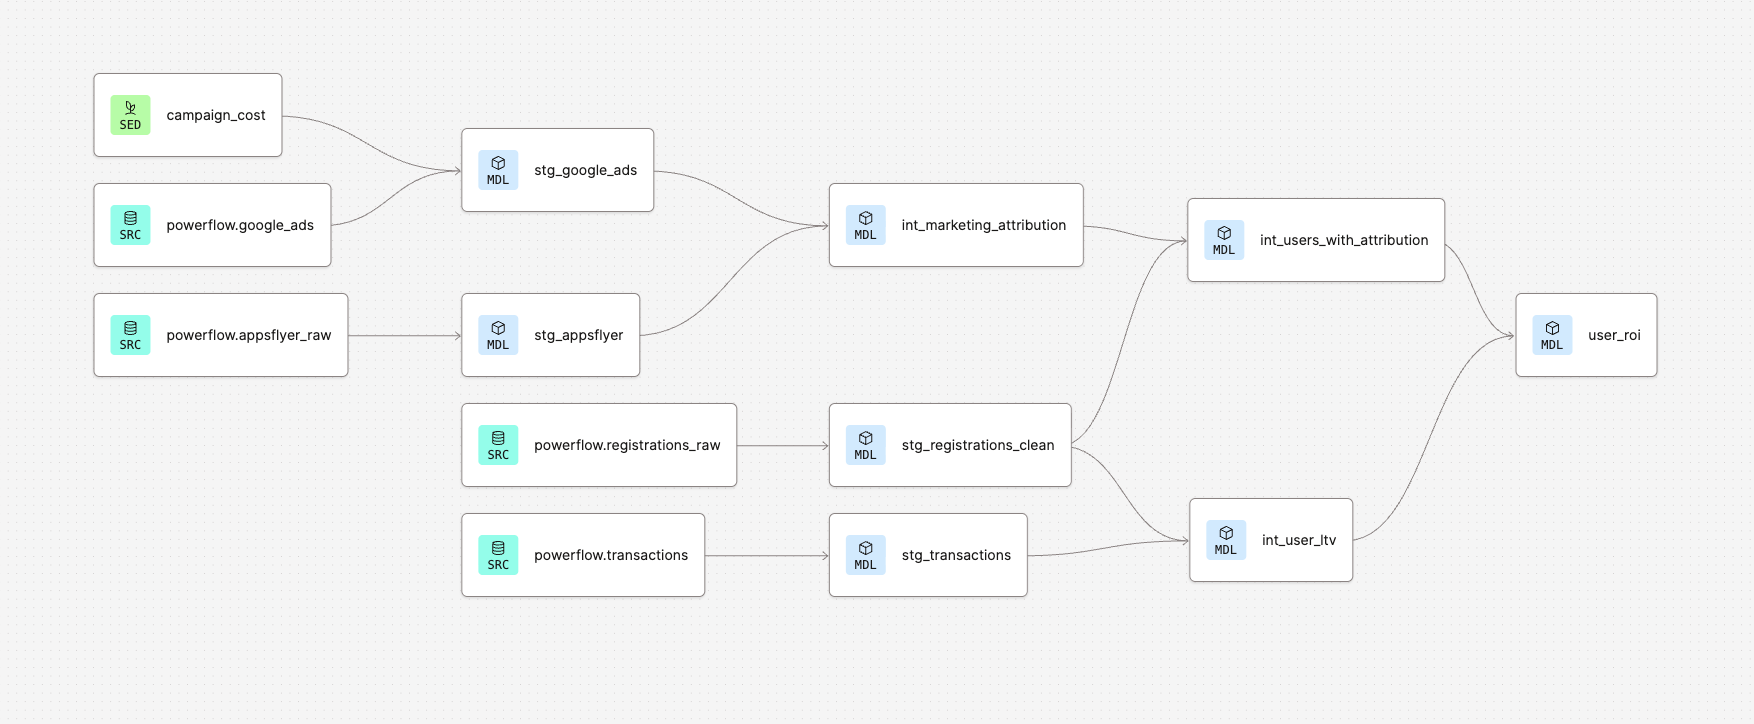 SED
campaign_cost
SRC
powerflow.google_ads
SRC
powerflow.appsflyer_raw
MDL
stg_google_ads
MDL
stg_appsflyer
SRC
powerflow.registrations_raw
SRC
powerflow.transactions
MDL
int_marketing_attribution
MDL
stg_registrations_clean
MDL
stg_transactions
MDL
int_users_with_attribution
MDL
int_user_ltv
MDL
user_roi